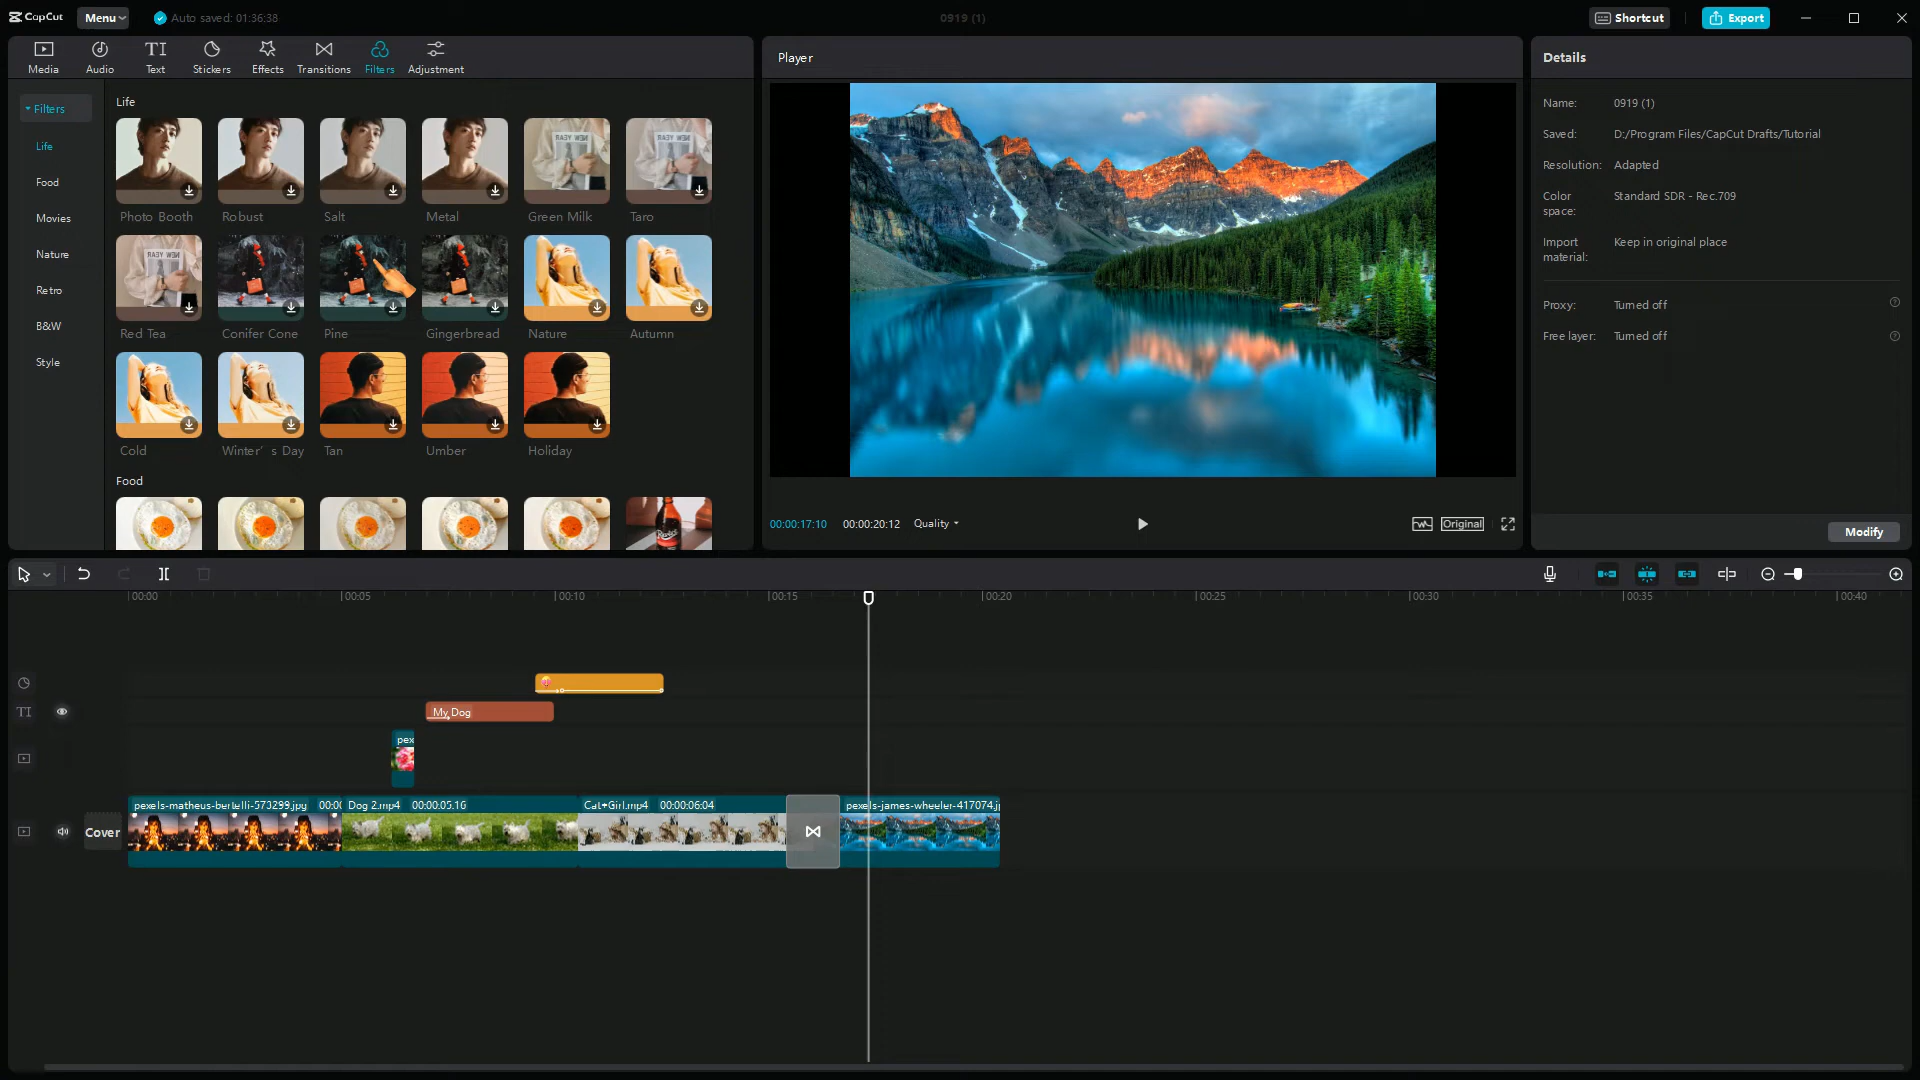 CapCut Menu Auto saved: 01:36:38 0919 (1) Shortcut Export
Media Audio Text Stickers Effects Transitions Filters Adjustment
Filters
Life
Food
Movies
Nature
Retro
B&W
Style
Life
Photo Booth Robust Salt Metal Green Milk Taro
Red Tea Conifer Cone Pine Gingerbread Nature Autumn
Cold Winter’s Day Tan Umber Holiday
Food
Player
00:00:17:10 00:00:20:12 Quality Original
Details
Name: 0919 (1)
Saved: D:/Program Files/CapCut Drafts/Tutorial
Resolution: Adapted
Color Standard SDR - Rec.709
space:
Import Keep in original place
material:
Proxy: Turned off
Free layer: Turned off
Modify
00:00 00:05 00:10 00:15 00:20 00:25 00:30 00:35 00:40
TI My Dog
pex
pexels-matheus-bertelli-573299.jpg 00:00 Dog 2.mp4 00:00:05:16 Cat+Girl.mp4 00:00:06:04 pexels-james-wheeler-417074.j
Cover